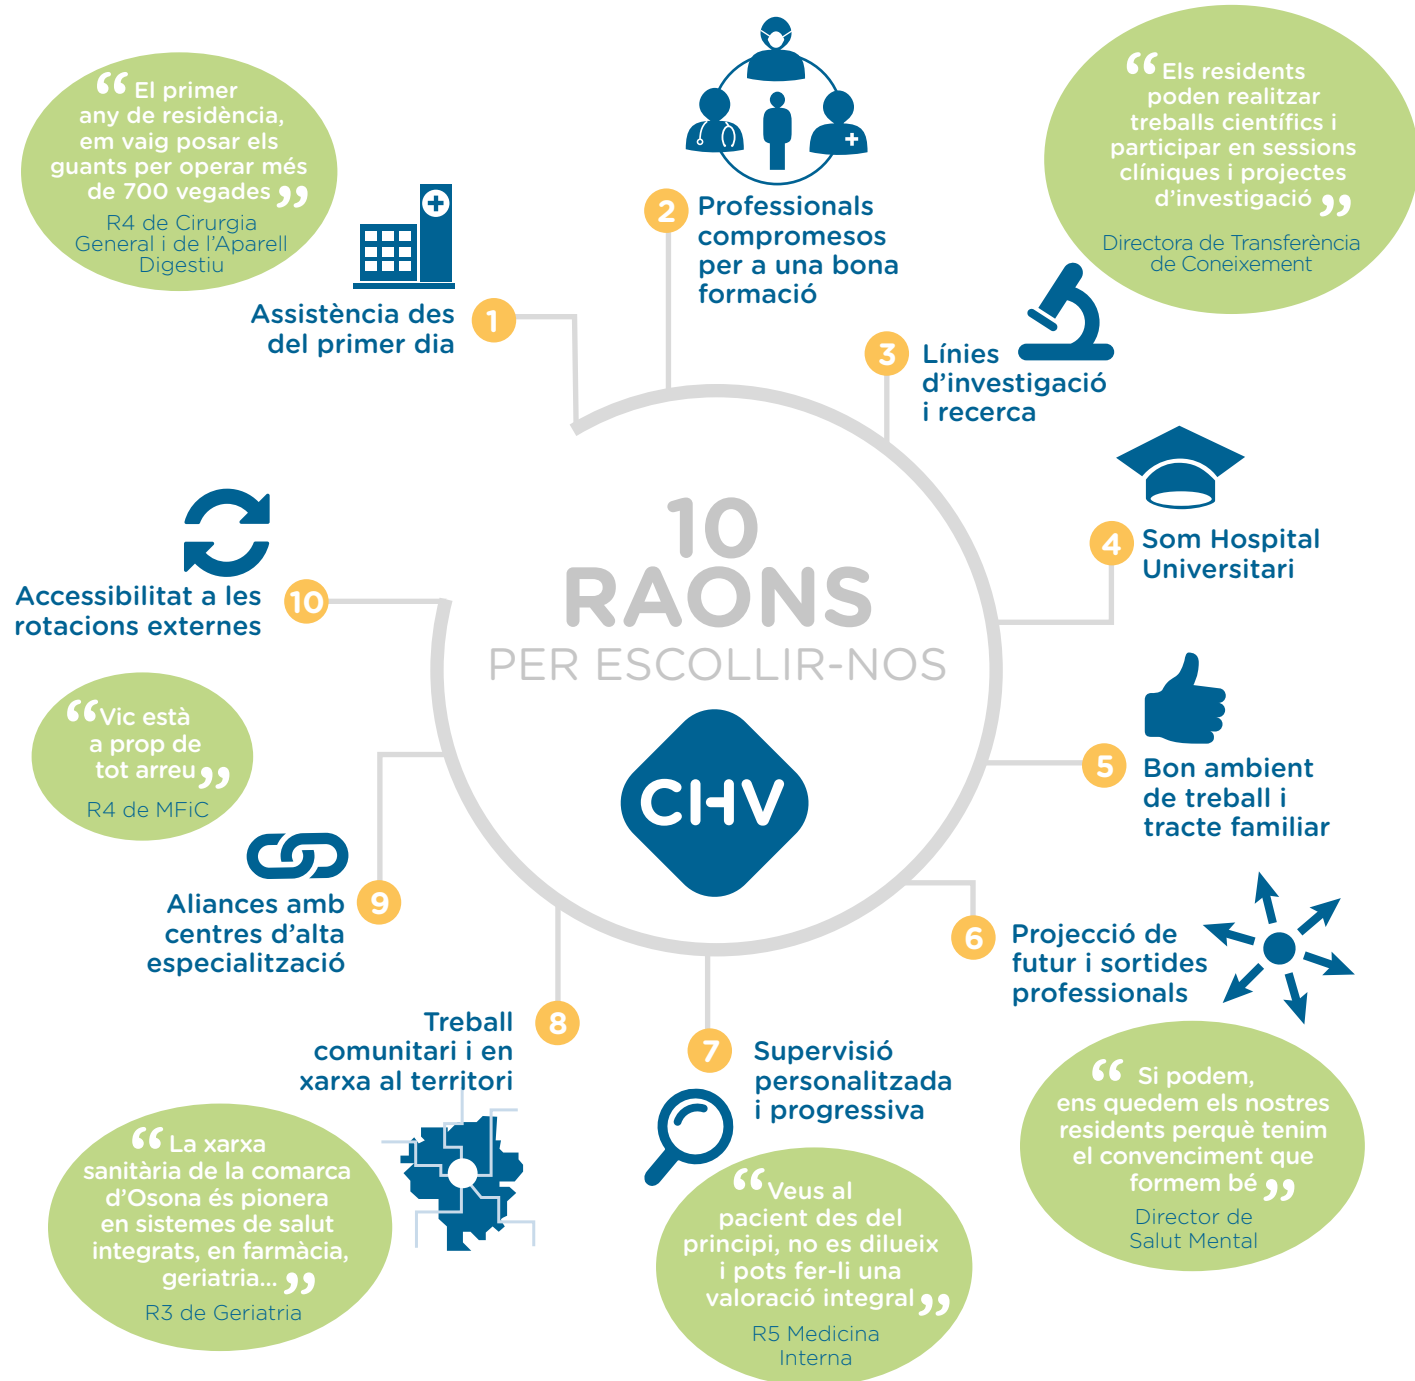 10
RAONS
PER ESCOLLIR-NOS
CHV
“ El primer
any de residència,
em vaig posar els
guants per operar més
de 700 vegades ”
R4 de Cirurgia
General i de l’Aparell
Digestiu
1
Assistència des
del primer dia
2
Professionals
compromesos
per a una bona
formació
“ Els residents
poden realitzar
treballs científics i
participar en sessions
clíniques i projectes
d’investigació ”
Directora de Transferència
de Coneixement
3
Línies
d’investigació
i recerca
4
Som Hospital
Universitari
5
Bon ambient
de treball i
tracte familiar
6
Projecció de
futur i sortides
professionals
“ Si podem,
ens quedem els nostres
residents perquè tenim
el convenciment que
formem bé ”
Director de
Salut Mental
7
Supervisió
personalitzada
i progressiva
“ Veus al
pacient des del
principi, no es dilueix
i pots fer-li una
valoració integral ”
R5 Medicina
Interna
8
Treball
comunitari i en
xarxa al territori
“ La xarxa
sanitària de la comarca
d’Osona és pionera
en sistemes de salut
integrats, en farmàcia,
geriatria... ”
R3 de Geriatria
9
Aliances amb
centres d’alta
especialització
“ Vic està
a prop de
tot arreu ”
R4 de MFiC
10
Accessibilitat a les
rotacions externes